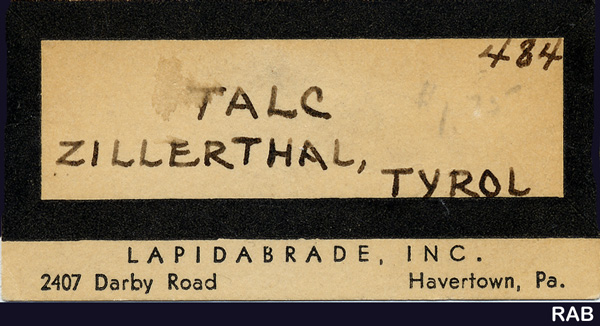 484
TALC
ZILLERTHAL,
TYROL
LAPIDABRADE, INC.
2407 Darby Road Havertown, Pa.
RAB